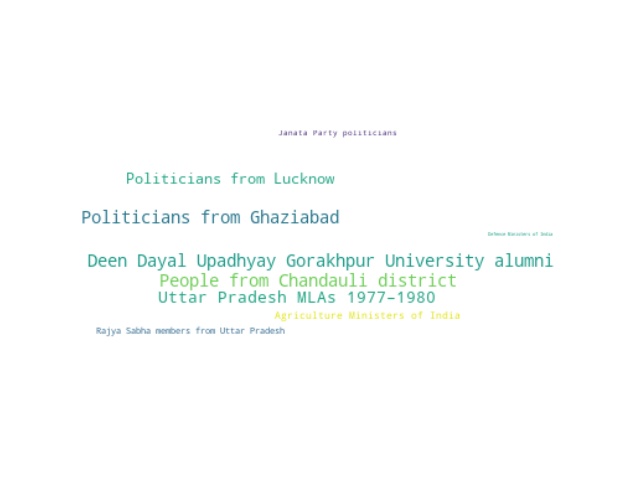 Janata Party politicians
Politicians from Lucknow
Politicians from Ghaziabad
Defence Ministers of India
Deen Dayal Upadhyay Gorakhpur University alumni
People from Chandauli district
Uttar Pradesh MLAs 1977–1980
Agriculture Ministers of India
Rajya Sabha members from Uttar Pradesh